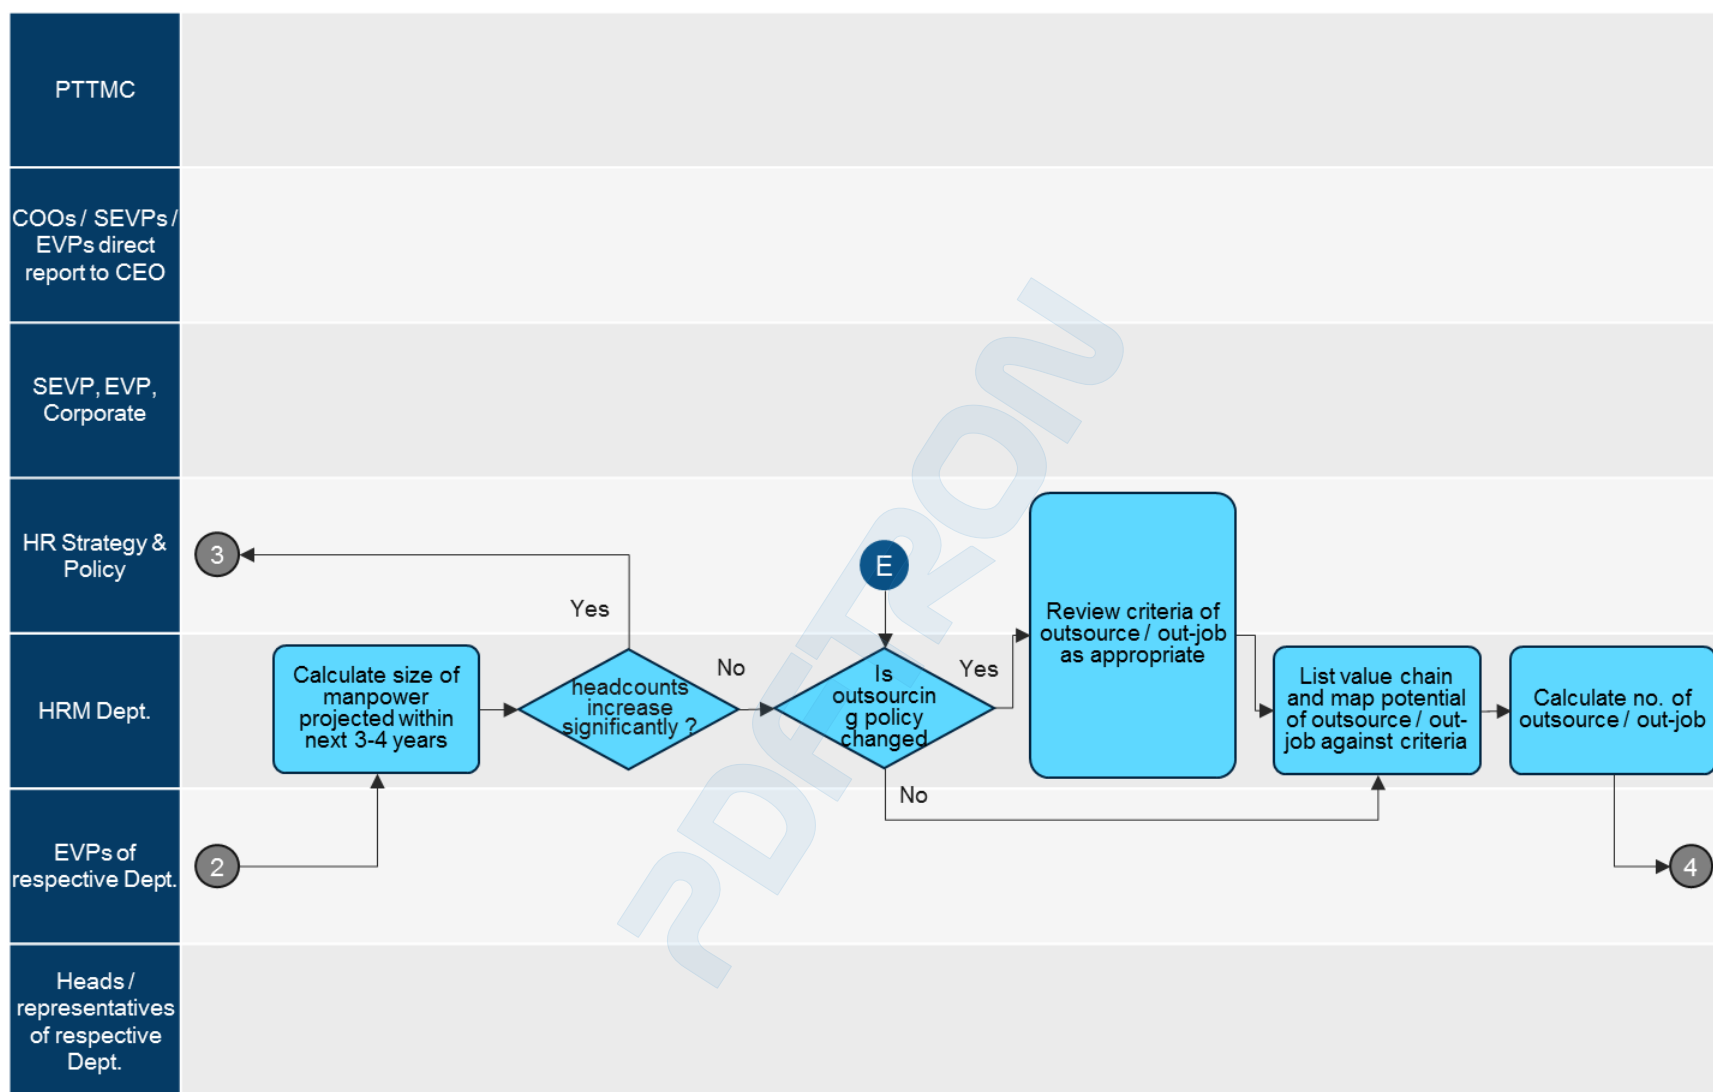 PTTMC
COOs / SEVPs /
EVPs direct
report to CEO
SEVP, EVP,
Corporate
HR Strategy &
Policy
3
E
Yes
Review criteria of
outsource / out-job
as appropriate
HRM Dept.
Calculate size of
manpower
projected within
next 3-4 years
headcounts
increase
significantly ?
No
Is
outsourcin
g policy
changed
Yes
List value chain
and map potential
of outsource / out-
job against criteria
Calculate no. of
outsource / out-job
No
EVPs of
respective Dept.
2
4
Heads /
representatives
of respective
Dept.
PDFTRON